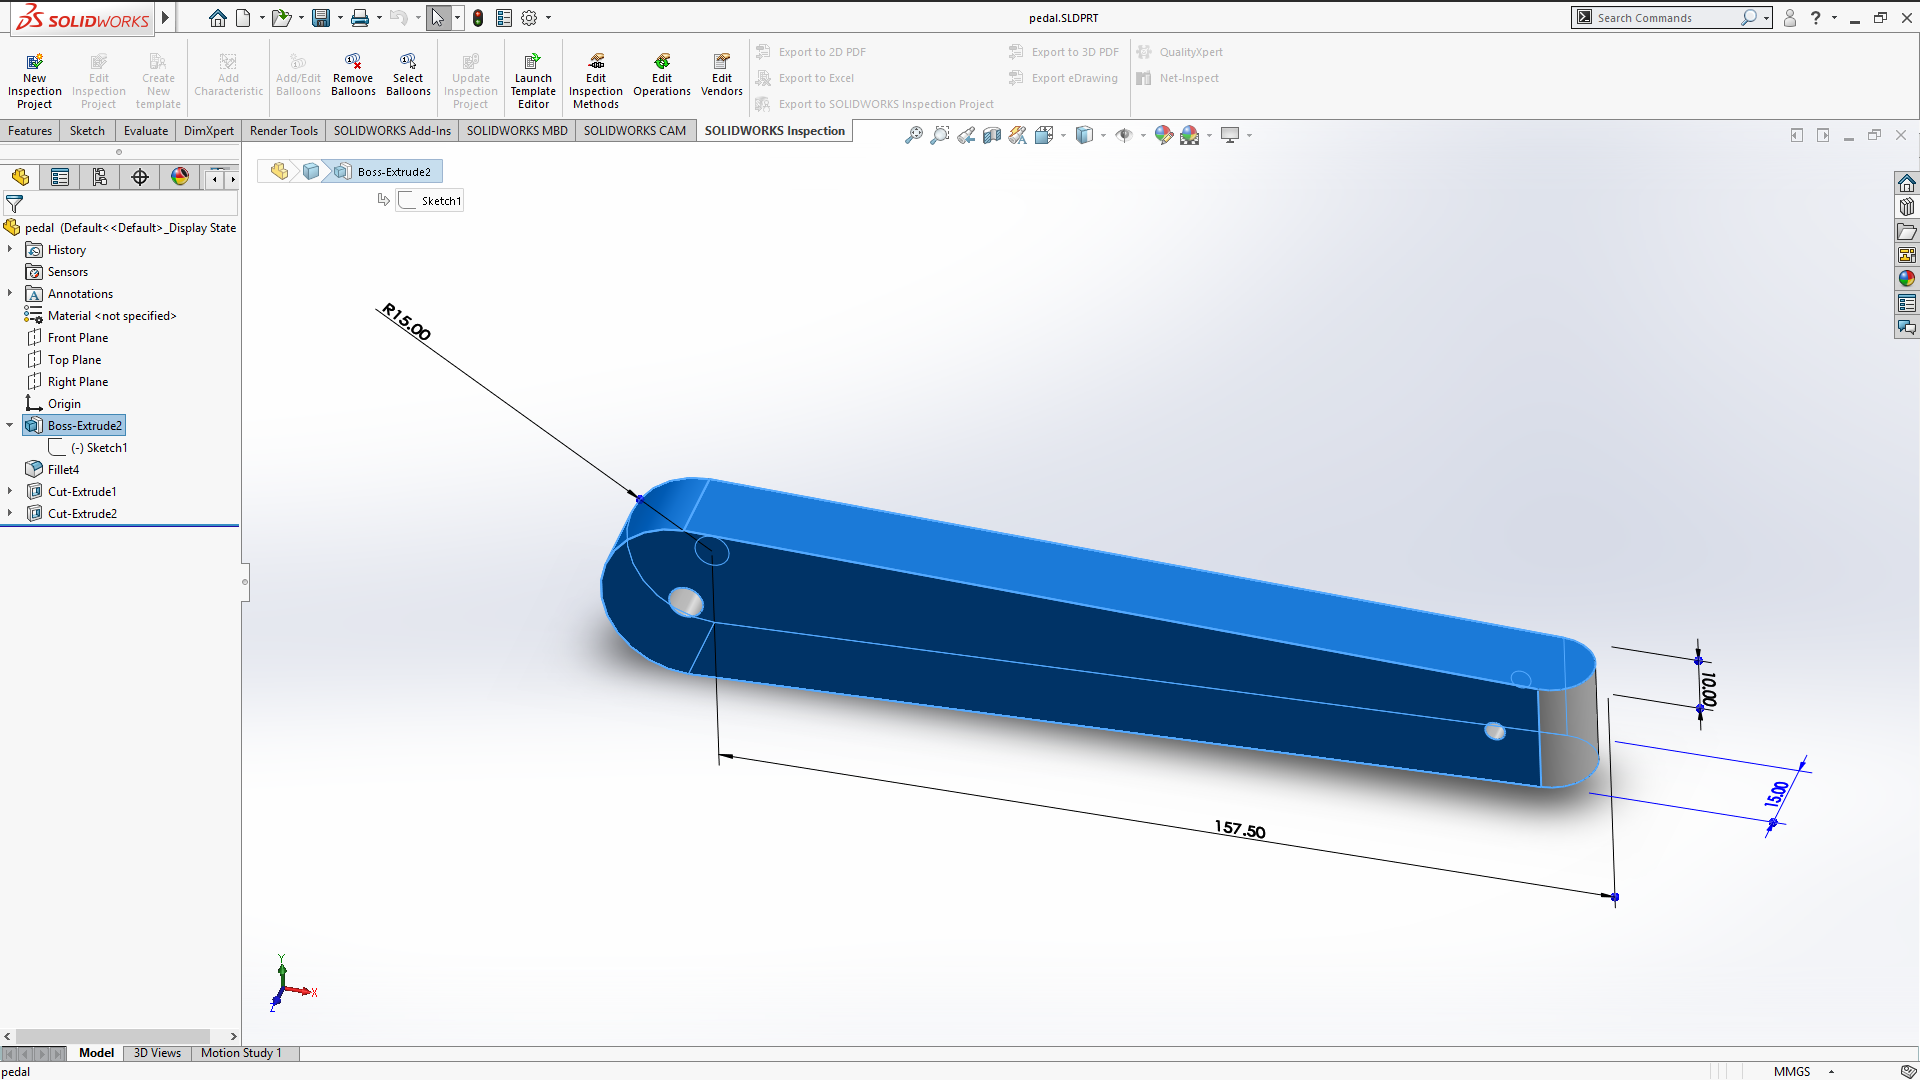 SOLIDWORKS
pedal.SLDPRT
Search Commands
New Inspection Project
Edit Inspection Project
Create New template
Add Characteristic
Add/Edit Balloons
Remove Balloons
Select Balloons
Update Inspection Project
Launch Template Editor
Edit Inspection Methods
Edit Operations
Edit Vendors
Export to 2D PDF
Export to Excel
Export to SOLIDWORKS Inspection Project
Export to 3D PDF
Export eDrawing
QualityXpert
Net-Inspect
Features
Sketch
Evaluate
DimXpert
Render Tools
SOLIDWORKS Add-Ins
SOLIDWORKS MBD
SOLIDWORKS CAM
SOLIDWORKS Inspection
Boss-Extrude2
Sketch1
pedal (Default<<Default>_Display State
History
Sensors
Annotations
Material <not specified>
Front Plane
Top Plane
Right Plane
Origin
Boss-Extrude2
(-) Sketch1
Fillet4
Cut-Extrude1
Cut-Extrude2
R15.00
10.00
15.00
157.50
Y
X
Z
Model
3D Views
Motion Study 1
pedal
MMGS